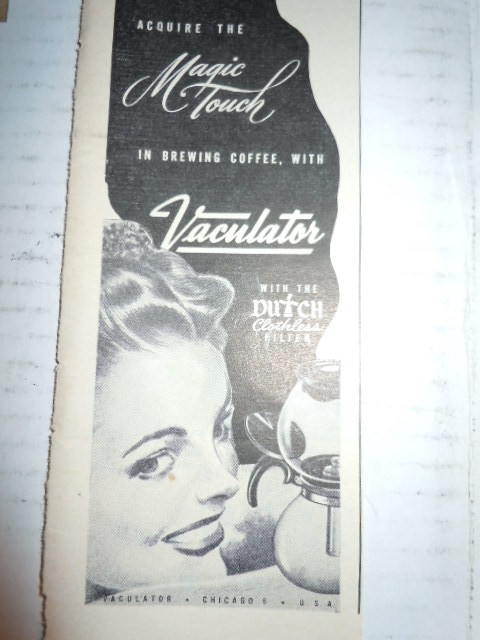 ACQUIRE THE
Magic
Touch
IN BREWING COFFEE, WITH
Vaculator
WITH THE
DUTCH
Clothless
FILTER
VACULATOR • CHICAGO 6 • U S A